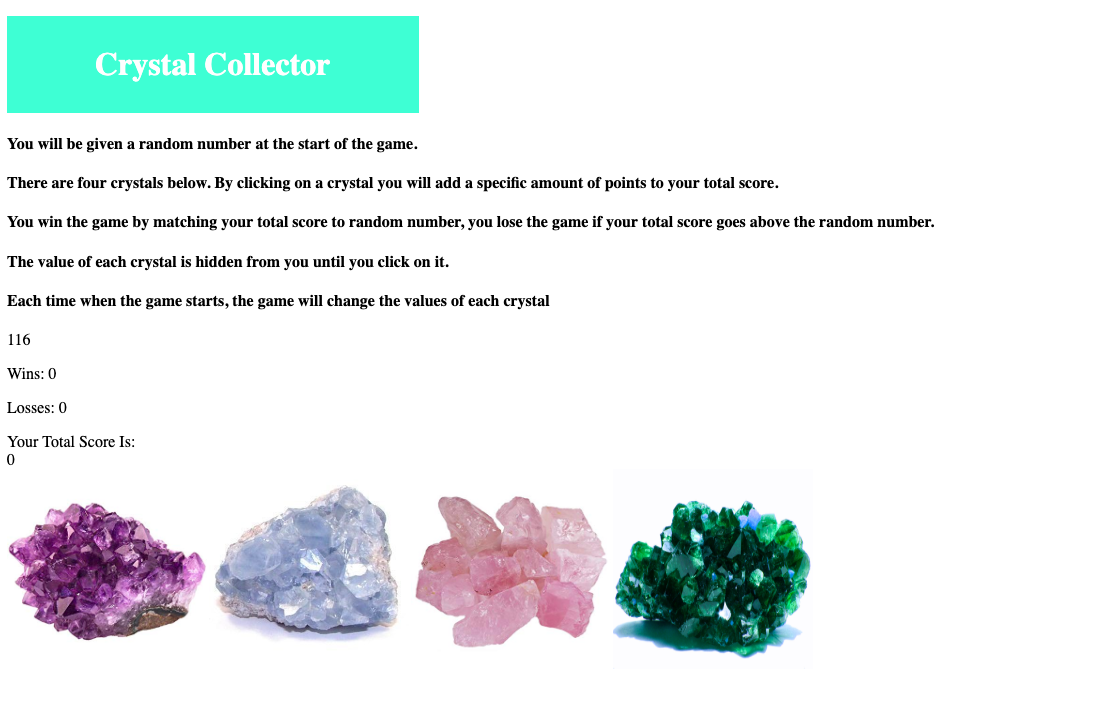 Crystal Collector
You will be given a random number at the start of the game.
There are four crystals below. By clicking on a crystal you will add a specific amount of points to your total score.
You win the game by matching your total score to random number, you lose the game if your total score goes above the random number.
The value of each crystal is hidden from you until you click on it.
Each time when the game starts, the game will change the values of each crystal
116
Wins: 0
Losses: 0
Your Total Score Is:
0